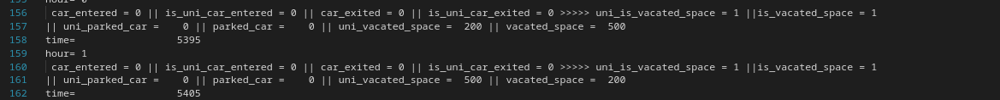 155 hour= 0
156 car_entered = 0 || is_uni_car_entered = 0 || car_exited = 0 || is_uni_car_exited = 0 >>>>> uni_is_vacated_space = 1 ||is_vacated_space = 1
157 || uni_parked_car =    0 || parked_car =    0 || uni_vacated_space =  200 || vacated_space =  500
158 time=                 5395
159 hour= 1
160 car_entered = 0 || is_uni_car_entered = 0 || car_exited = 0 || is_uni_car_exited = 0 >>>>> uni_is_vacated_space = 1 ||is_vacated_space = 1
161 || uni_parked_car =    0 || parked_car =    0 || uni_vacated_space =  500 || vacated_space =  200
162 time=                 5405